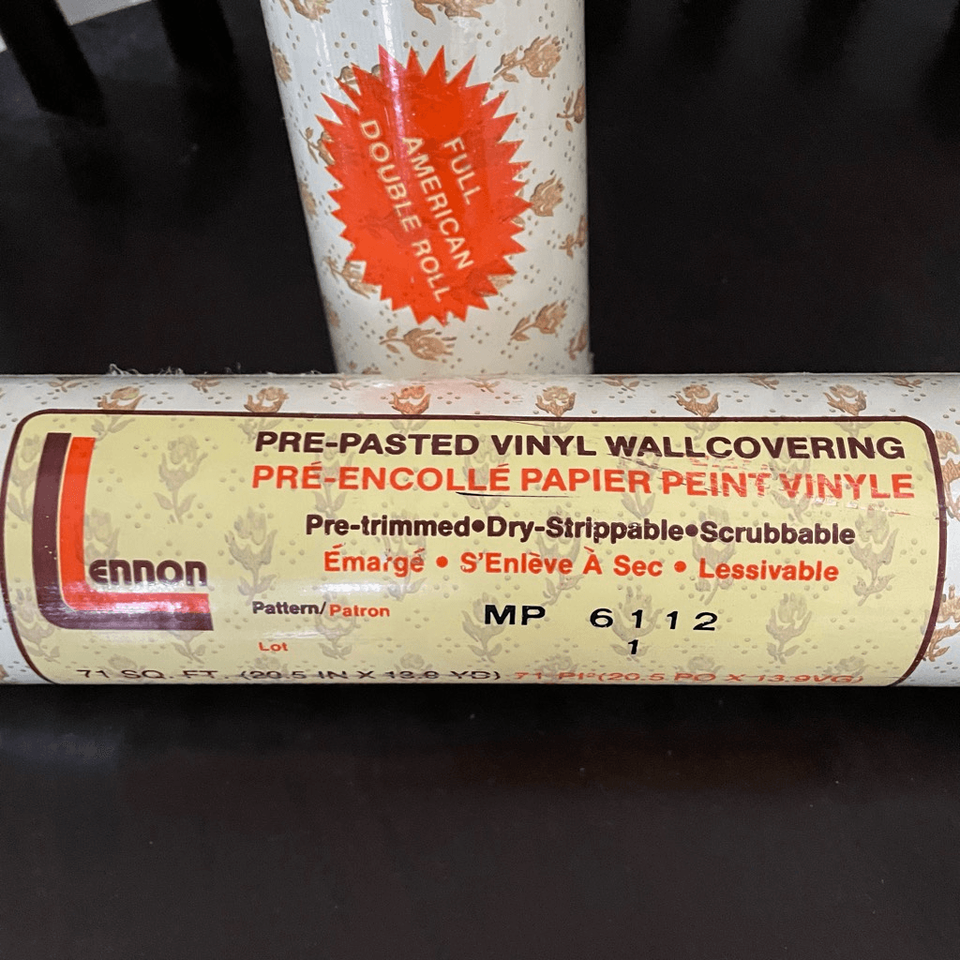 FULL
AMERICAN
DOUBLE ROLL
PRE-PASTED VINYL WALLCOVERING
PRÉ-ENCOLLÉ PAPIER PEINT VINYLE
Pre-trimmed•Dry-Strippable•Scrubbable
Émargé • S'Enlève À Sec • Lessivable
Lennon
Pattern/Patron MP 6112
Lot 1
71 SQ. FT. (20.5 IN X 13.9 YD) 71 PI²(20.5 PO X 13.9VG)